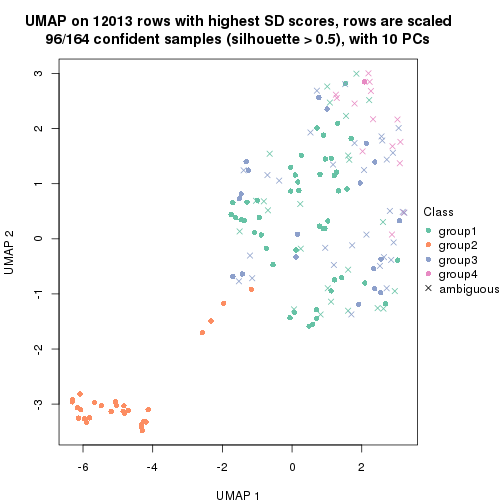 UMAP on 12013 rows with highest SD scores, rows are scaled
96/164 confident samples (silhouette > 0.5), with 10 PCs
3
2
1
0
-1
-2
-3
UMAP 2
-6
-4
-2
0
2
UMAP 1
Class
group1
group2
group3
group4
ambiguous